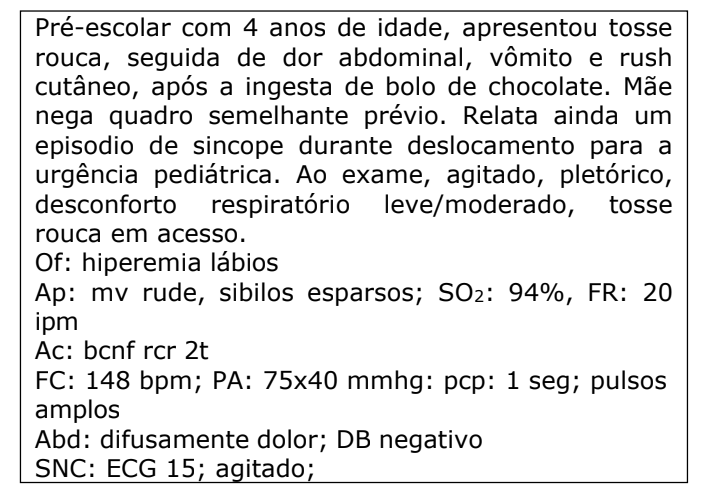 Pré-escolar com 4 anos de idade, apresentou tosse
rouca, seguida de dor abdominal, vômito e rush
cutâneo, após a ingesta de bolo de chocolate. Mãe
nega quadro semelhante prévio. Relata ainda um
episodio de sincope durante deslocamento para a
urgência pediátrica. Ao exame, agitado, pletórico,
desconforto respiratório leve/moderado, tosse
rouca em acesso.
Of: hiperemia lábios
Ap: mv rude, sibilos esparsos; SO₂: 94%, FR: 20
ipm
Ac: bcnf rcr 2t
FC: 148 bpm; PA: 75x40 mmhg: pcp: 1 seg; pulsos
amplos
Abd: difusamente dolor; DB negativo
SNC: ECG 15; agitado;